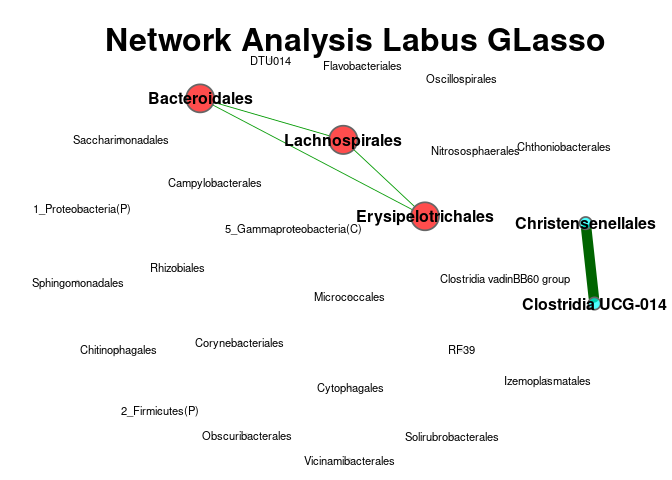 Network Analysis Labus GLasso
DTU014
Flavobacteriales
Oscillospirales
Bacteroidales
Saccharimonadales
Lachnospirales
Nitrososphaerales
Chthoniobacterales
Campylobacterales
1_Proteobacteria(P)
Erysipelotrichales
5_Gammaproteobacteria(C)
Christensenellales
Rhizobiales
Sphingomonadales
Clostridia vadinBB60 group
Micrococcales
Clostridia UCG-014
Corynebacteriales
Chitinophagales
RF39
Izemoplasmatales
Cytophagales
2_Firmicutes(P)
Obscuribacterales
Solirubrobacterales
Vicinamibacterales